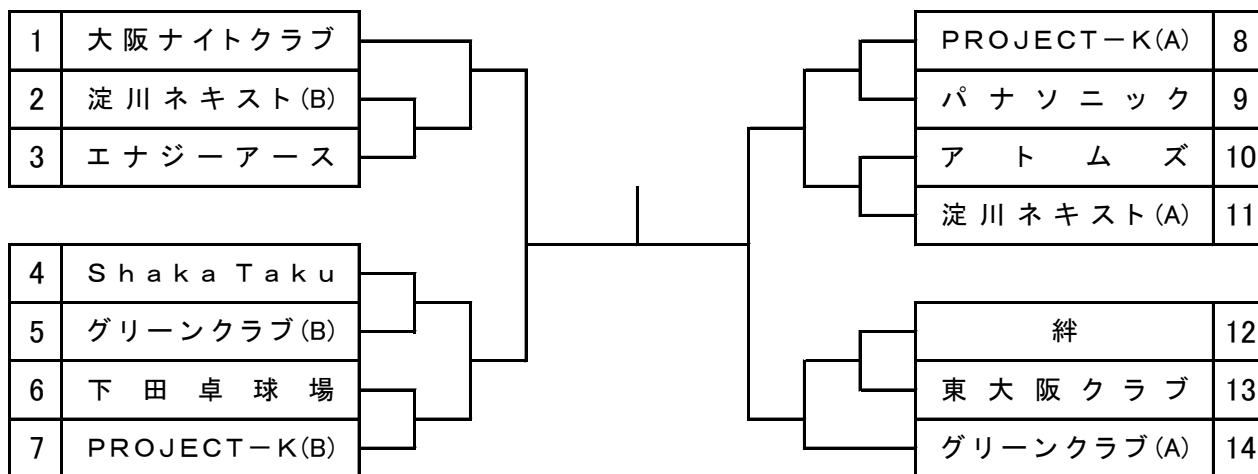 1 大阪ナイトクラブ
2 淀川ネキスト(B)
3 エナジーアース
4 Shaka Taku
5 グリーンクラブ(B)
6 下田卓球場
7 PROJECT－K(B)
PROJECT－K(A) 8
パナソニック 9
アトムズ 10
淀川ネキスト(A) 11
絆 12
東大阪クラブ 13
グリーンクラブ(A) 14